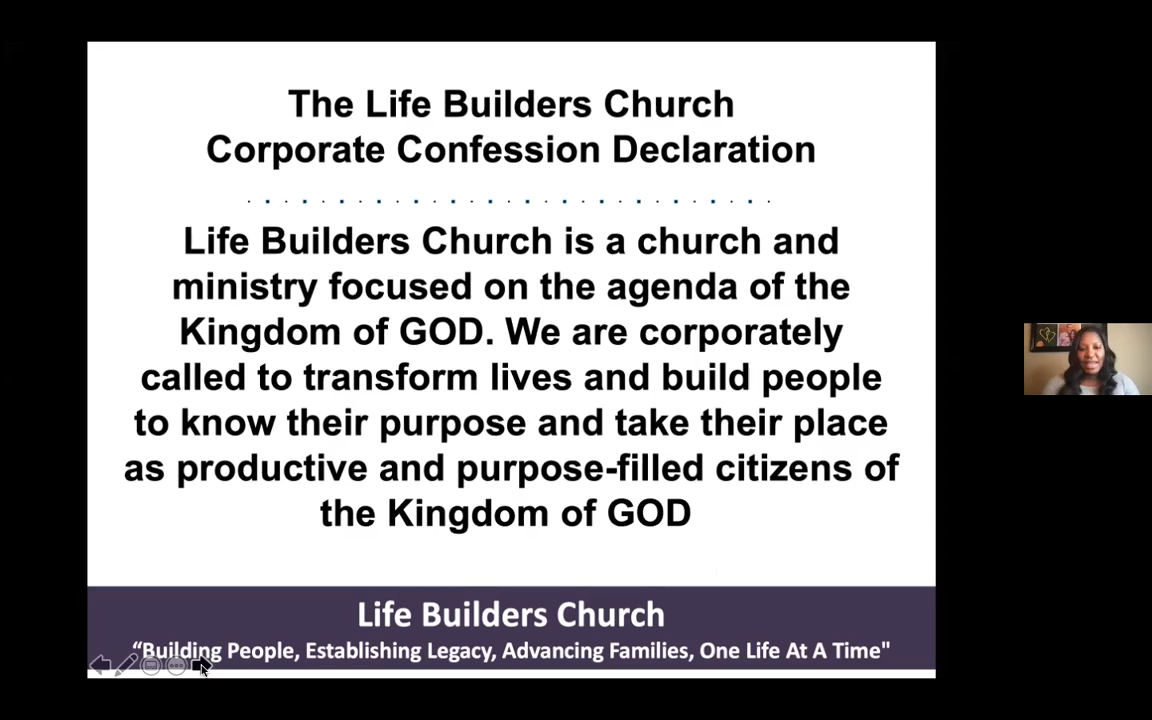 The Life Builders Church
Corporate Confession Declaration
Life Builders Church is a church and
ministry focused on the agenda of the
Kingdom of GOD. We are corporately
called to transform lives and build people
to know their purpose and take their place
as productive and purpose-filled citizens of
the Kingdom of GOD
Life Builders Church
“Building People, Establishing Legacy, Advancing Families, One Life At A Time"